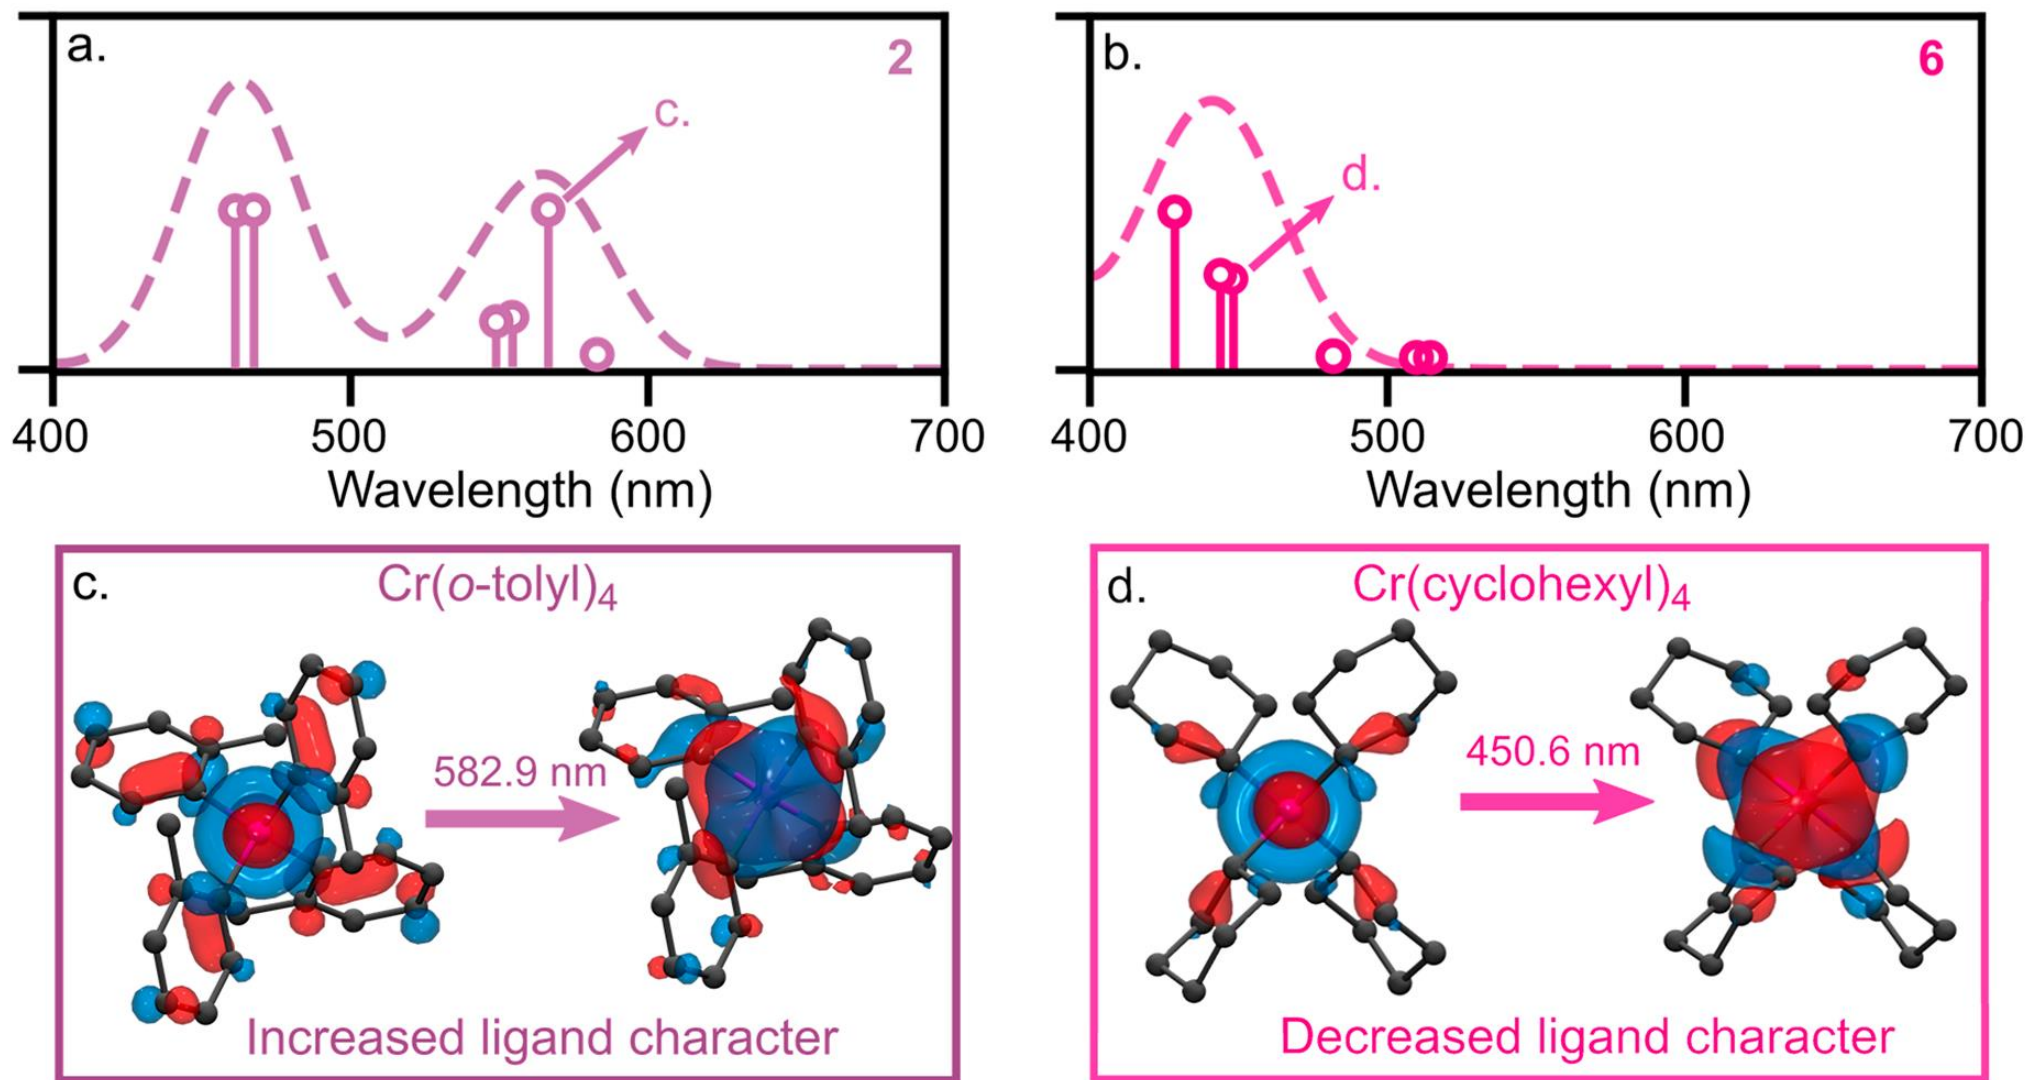 a.
2
c.
400 500 600 700
Wavelength (nm)
b.
6
d.
400 500 600 700
Wavelength (nm)
c.
Cr(o-tolyl)4
582.9 nm
Increased ligand character
d.
Cr(cyclohexyl)4
450.6 nm
Decreased ligand character